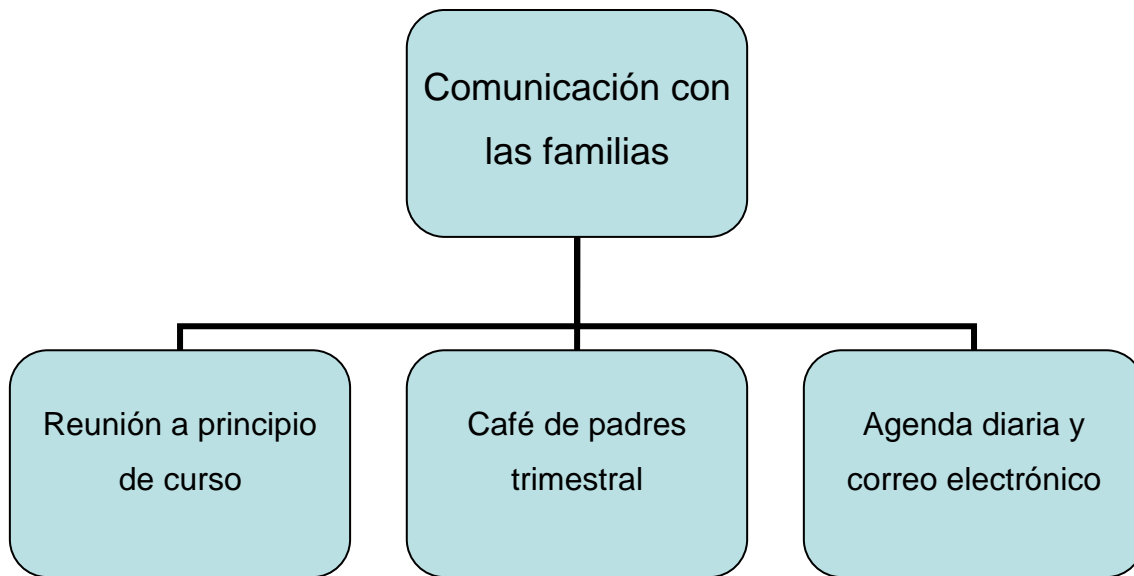 Comunicación con
las familias
Reunión a principio
de curso
Café de padres
trimestral
Agenda diaria y
correo electrónico